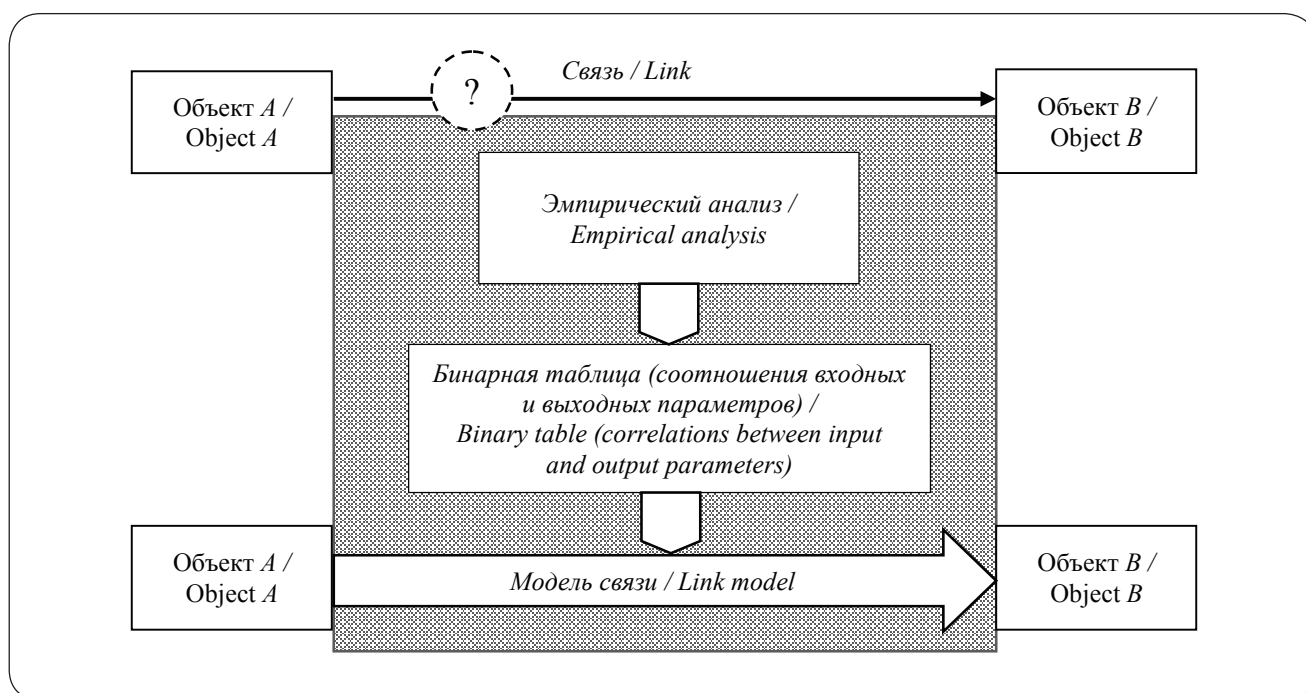 Связь / Link
?
Объект A /
Object A
Объект B /
Object B
Эмпирический анализ /
Empirical analysis
Бинарная таблица (соотношения входных
и выходных параметров) /
Binary table (correlations between input
and output parameters)
Объект A /
Object A
Модель связи / Link model
Объект B /
Object B